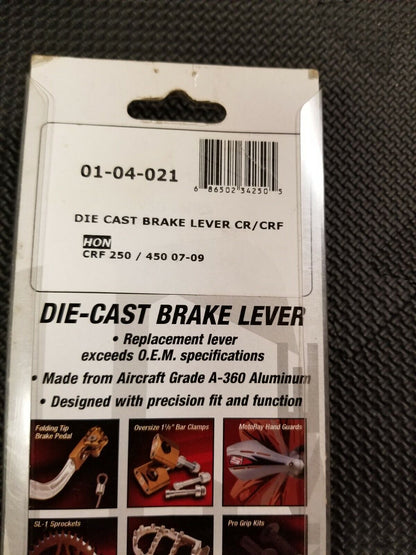 01-04-021
6 86502 34250 5
DIE CAST BRAKE LEVER CR/CRF
HON
CRF 250 / 450 07-09
DIE-CAST BRAKE LEVER
• Replacement lever
exceeds O.E.M. specifications
• Made from Aircraft Grade A-360 Aluminum
• Designed with precision fit and function
Folding Tip
Brake Pedal
Oversize 1⅛" Bar Clamps
MotoRay Hand Guards
SL-1 Sprockets
Pro Grip Kits